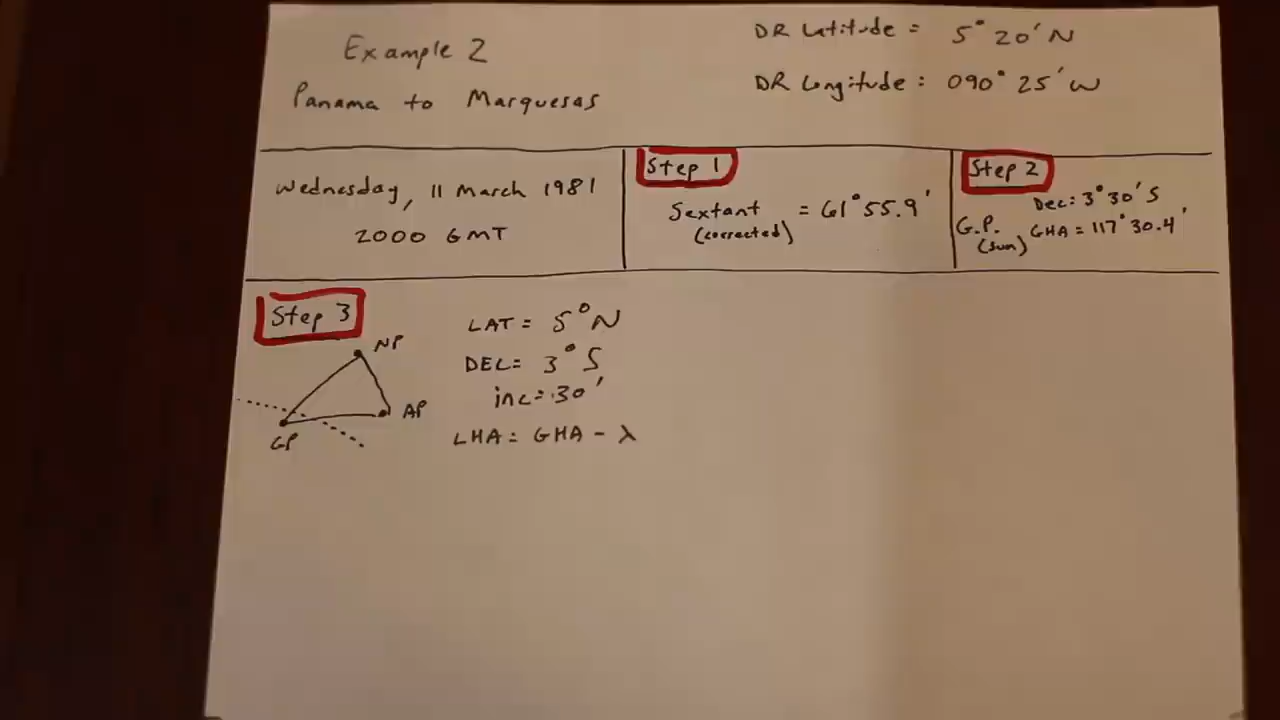 Example 2
Panama to Marquesas
DR Latitude = 5° 20' N
DR Longitude: 090° 25' W
Wednesday, 11 March 1981
2000 GMT
Step 1
Sextant = 61° 55.9'
(corrected)
Step 2
Dec: 3° 30' S
G.P. GHA = 117° 30.4'
(sun)
Step 3
NP
AP
GP
LAT = 5° N
DEC = 3° S
inc = 30'
LHA = GHA - λ